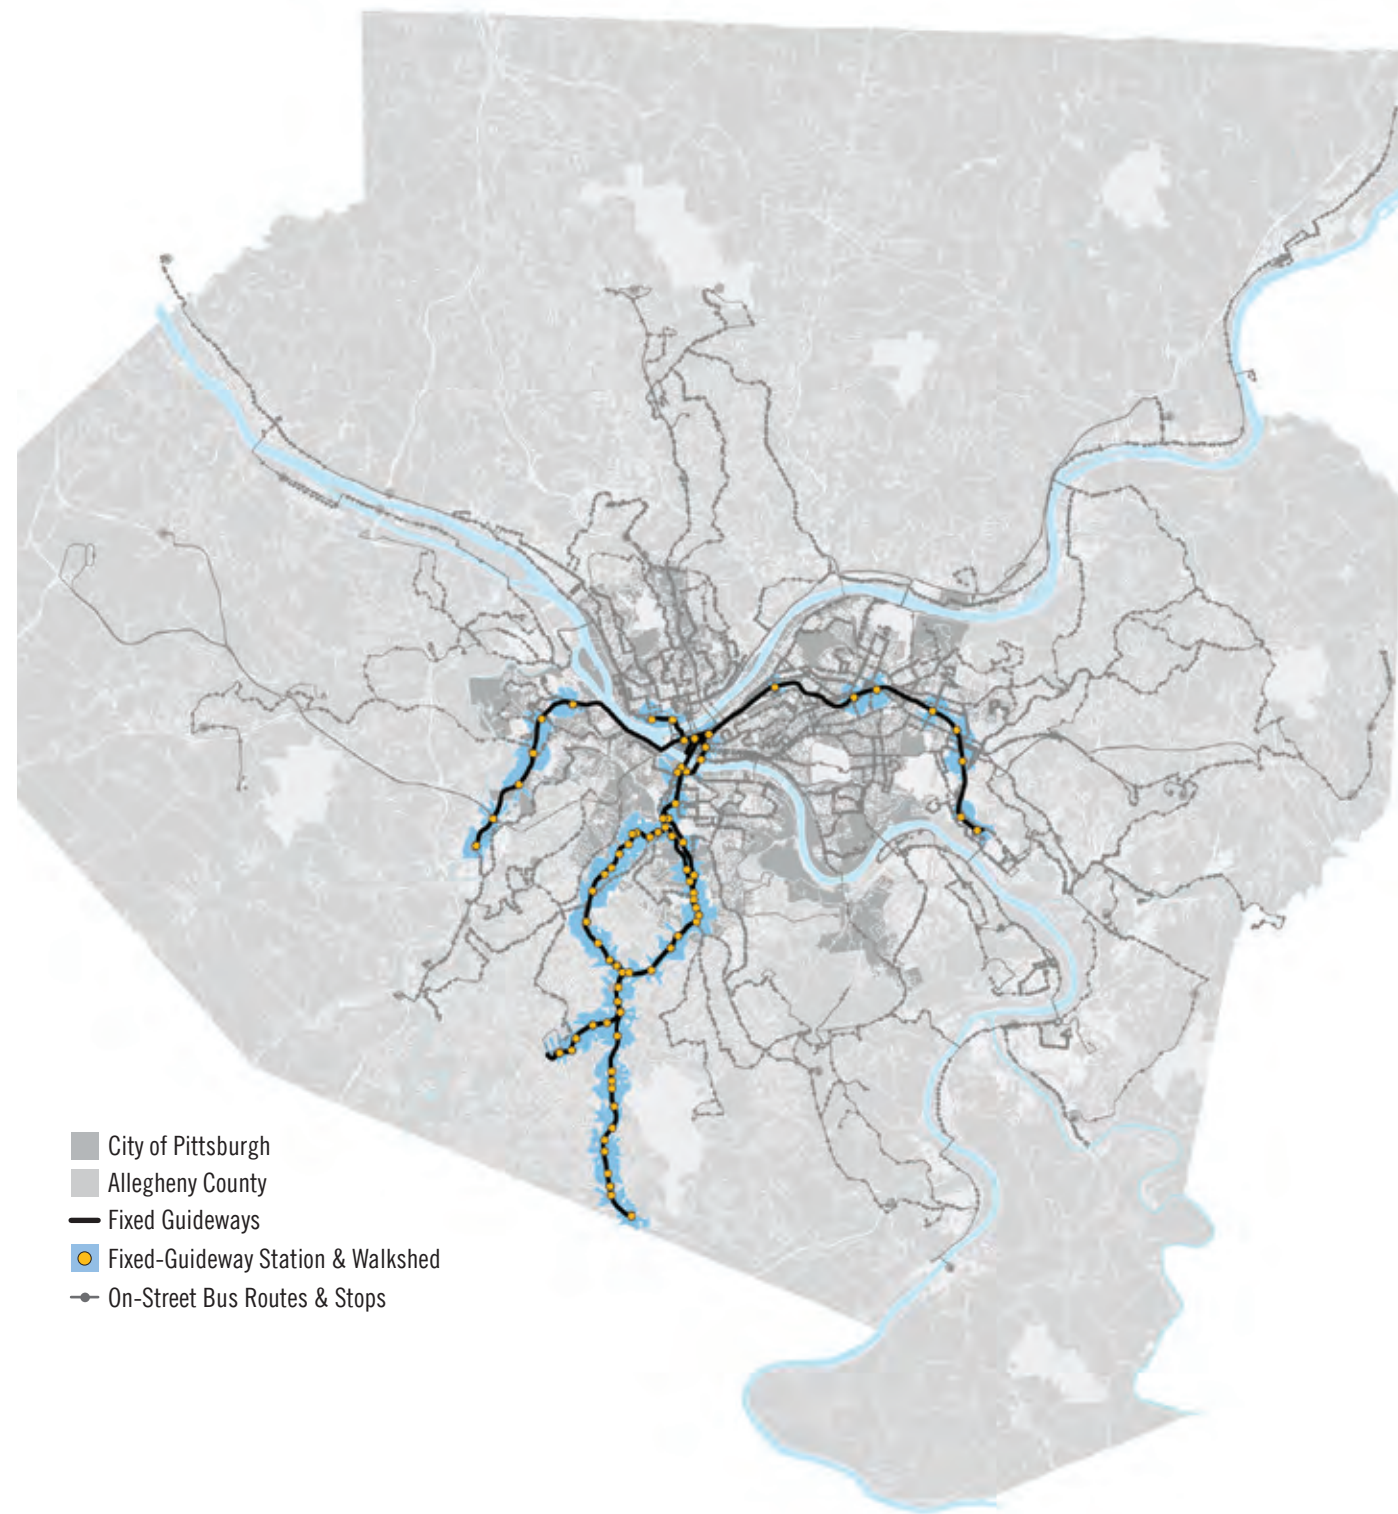 City of Pittsburgh
Allegheny County
Fixed Guideways
Fixed-Guideway Station & Walkshed
On-Street Bus Routes & Stops